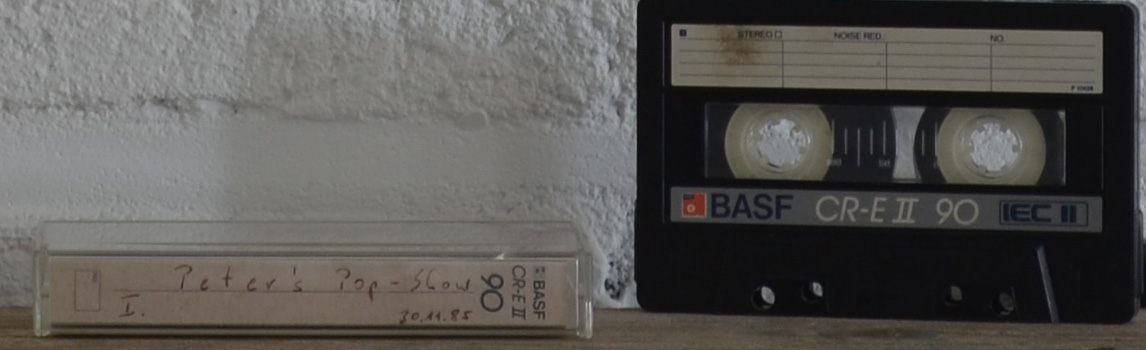 Peter's Pop-Show
I.
30.11.85
90
CR-E II
BASF
STEREO
NOISE RED.
NO.
BASF CR-E II 90 IEC II